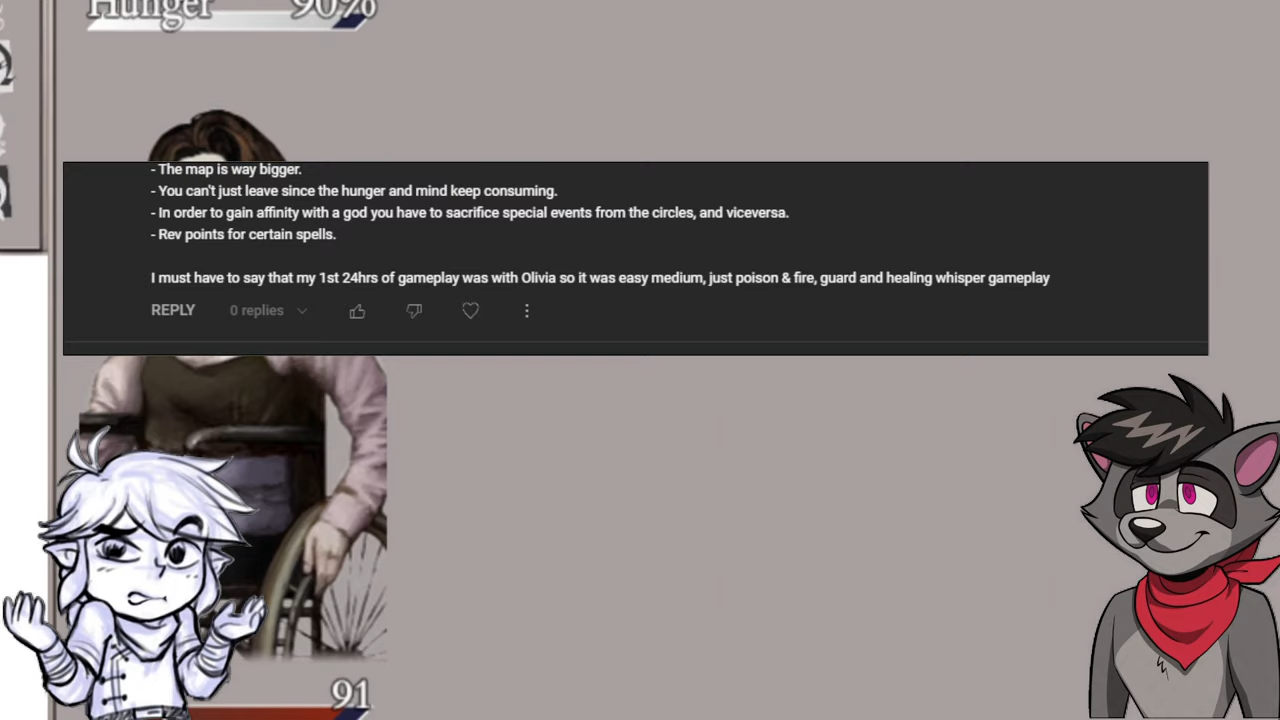 Hunger 90%
- The map is way bigger.
- You can't just leave since the hunger and mind keep consuming.
- In order to gain affinity with a god you have to sacrifice special events from the circles, and viceversa.
- Rev points for certain spells.
I must have to say that my 1st 24hrs of gameplay was with Olivia so it was easy medium, just poison & fire, guard and healing whisper gameplay
REPLY 0 replies
91